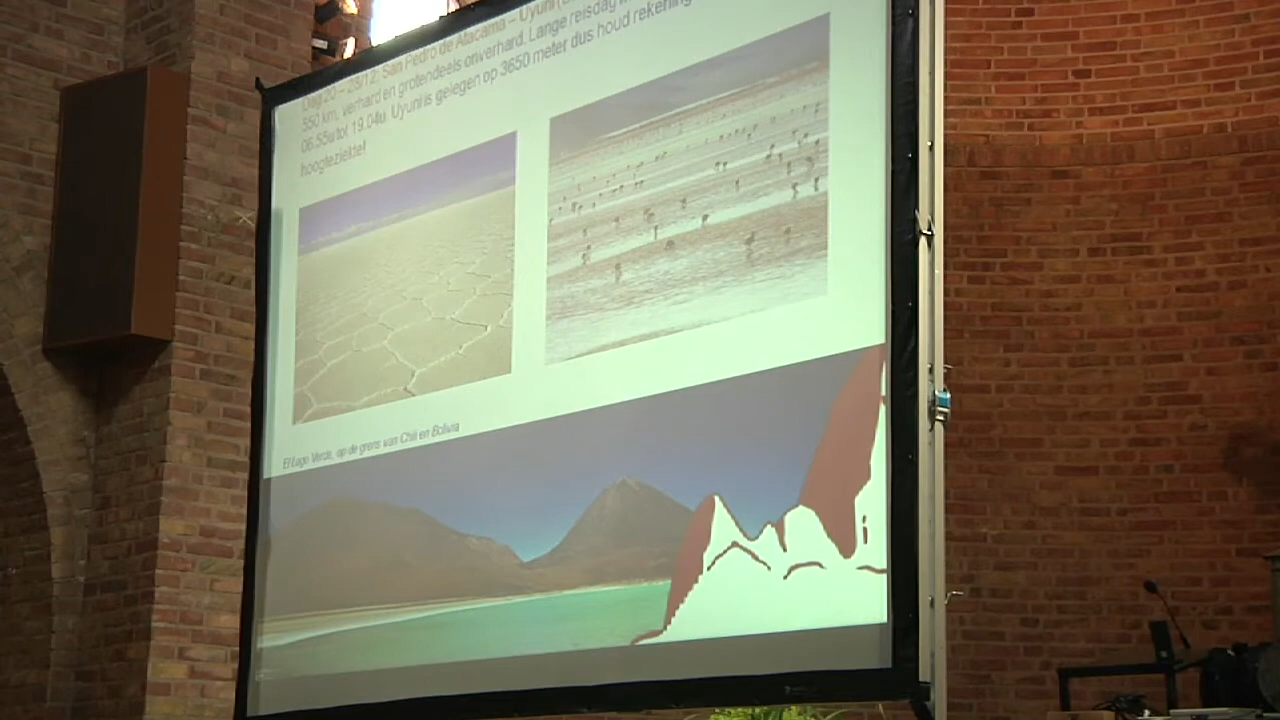 Dag 20 – 28/12: San Pedro de Atacama – Uyuni
550 km, verhard en grotendeels onverhard. Lange reisdag
06.55u tot 19.04u. Uyuni is gelegen op 3650 meter dus houd rekening
hoogteziekte!
El Lago Verde, op de grens van Chili en Bolivia